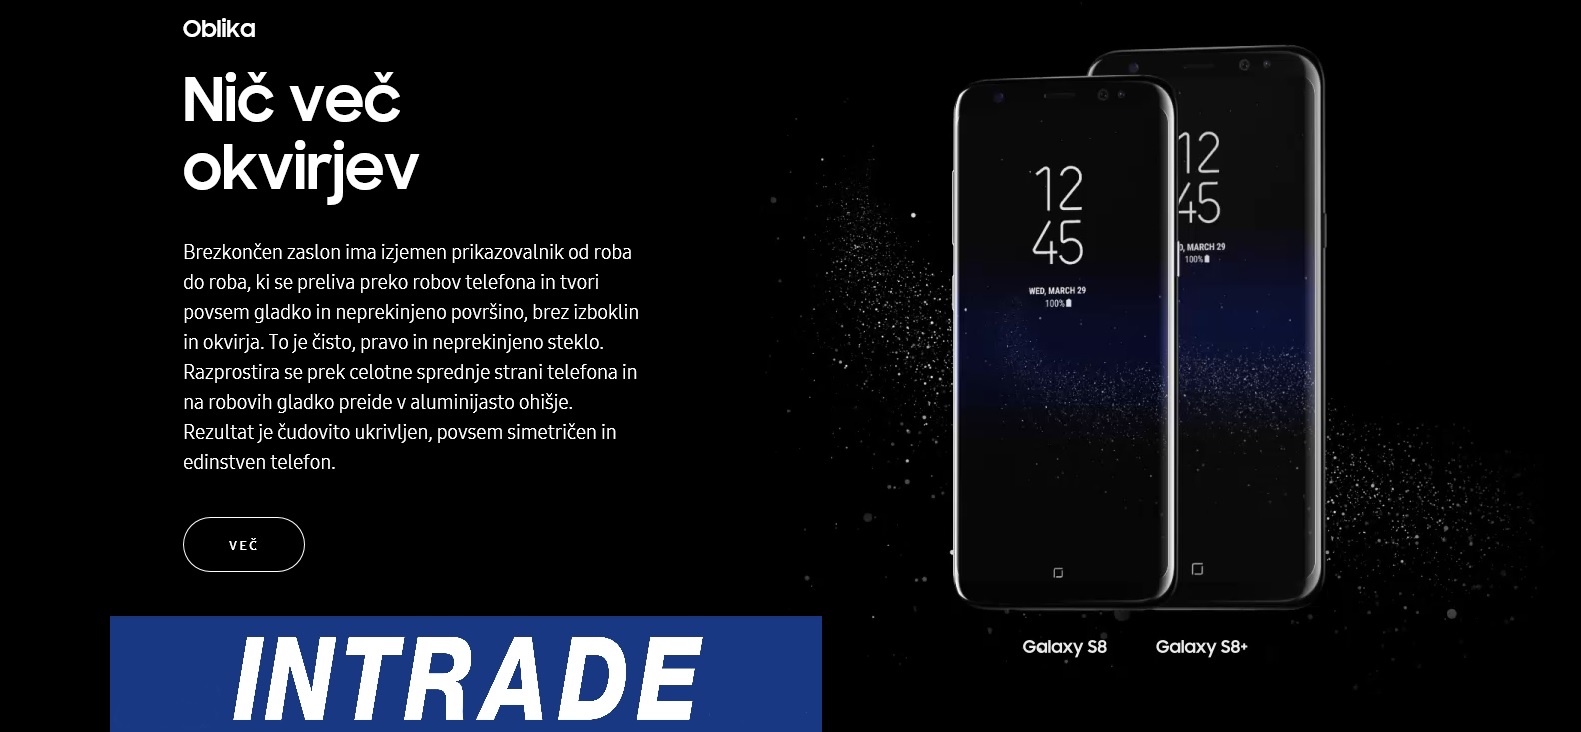 Oblika
Nič več
okvirjev
Brezkončen zaslon ima izjemen prikazovalnik od roba
do roba, ki se preliva preko robov telefona in tvori
povsem gladko in neprekinjeno površino, brez izboklin
in okvirja. To je čisto, pravo in neprekinjeno steklo.
Razprostira se prek celotne sprednje strani telefona in
na robovih gladko preide v aluminijasto ohišje.
Rezultat je čudovito ukrivljen, povsem simetričen in
edinstven telefon.
VEČ
INTRADE
12
45
WED, MARCH 29
100%
12
45
D, MARCH 29
100%
Galaxy S8
Galaxy S8+